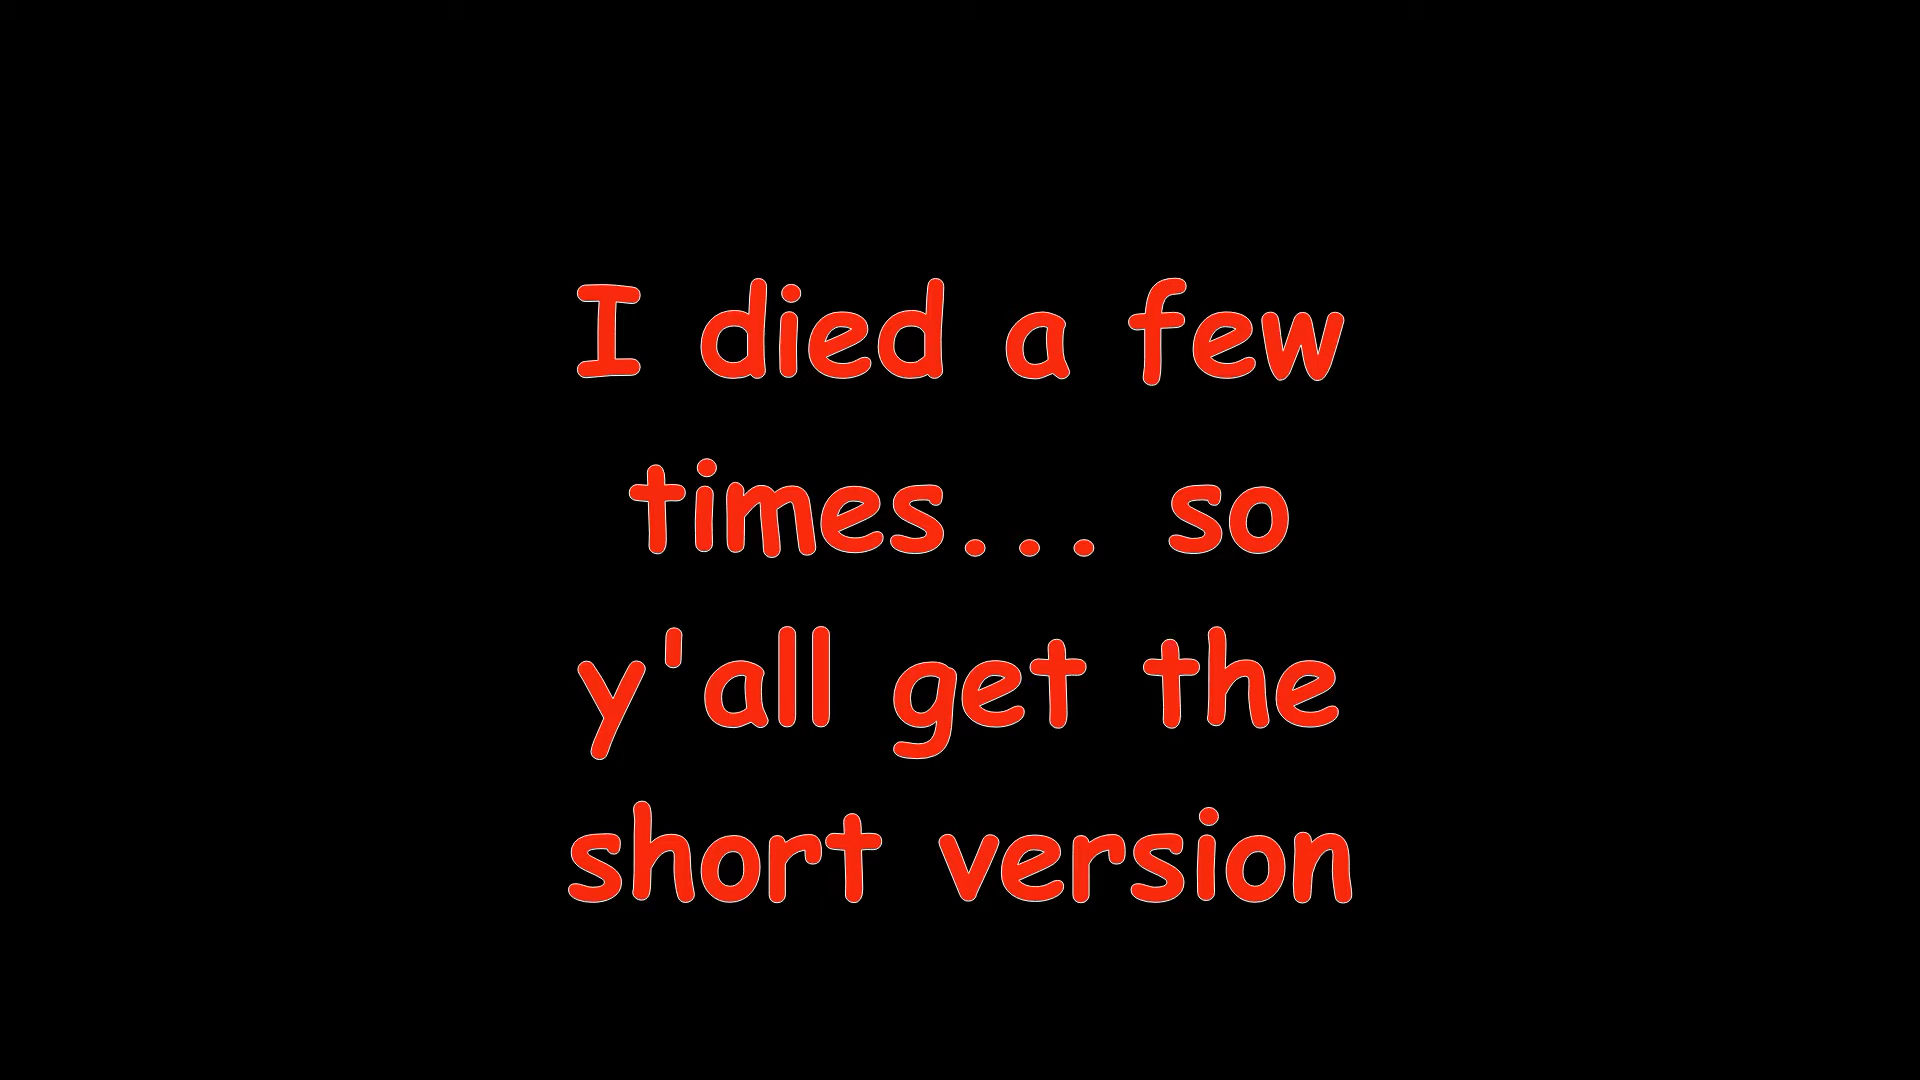 I died a few
times... so
y'all get the
short version